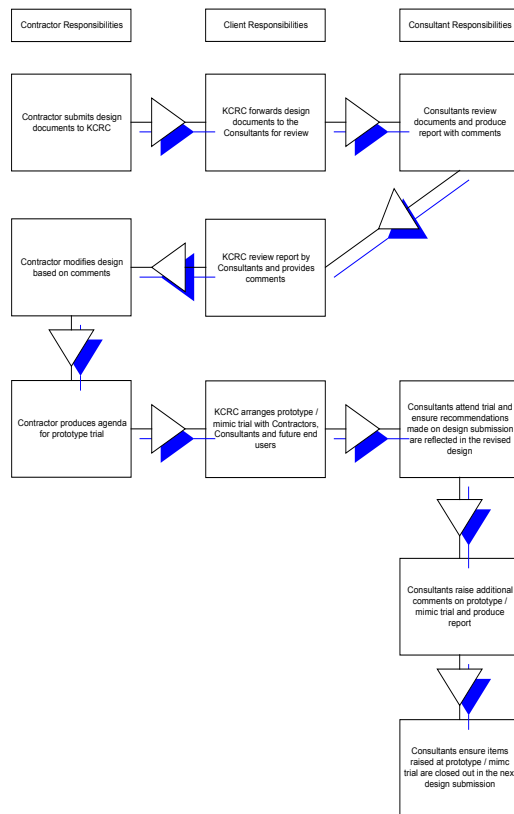 Contractor Responsibilities
Client Responsibilities
Consultant Responsibilities
Contractor submits design
documents to KCRC
KCRC forwards design
documents to the
Consultants for review
Consultants review
documents and produce
report with comments
Contractor modifies design
based on comments
KCRC review report by
Consultants and provides
comments
Contractor produces agenda
for prototype trial
KCRC arranges prototype /
mimic trial with Contractors,
Consultants and future end
users
Consultants attend trial and
ensure recommendations
made on design submission
are reflected in the revised
design
Consultants raise additional
comments on prototype /
mimic trial and produce
report
Consultants ensure items
raised at prototype / mimc
trial are closed out in the next
design submission